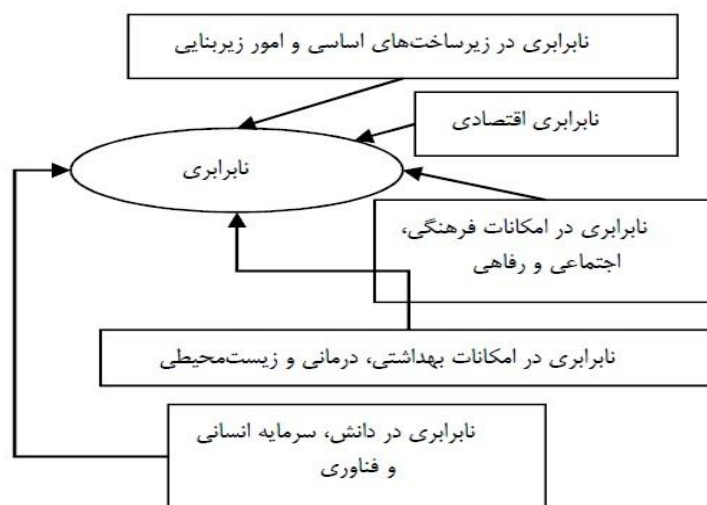 نابرابری در زیرساخت‌های اساسی و امور زیربنایی
نابرابری اقتصادی
نابرابری
نابرابری در امکانات فرهنگی،
اجتماعی و رفاهی
نابرابری در امکانات بهداشتی، درمانی و زیست‌محیطی
نابرابری در دانش، سرمایه انسانی
و فناوری